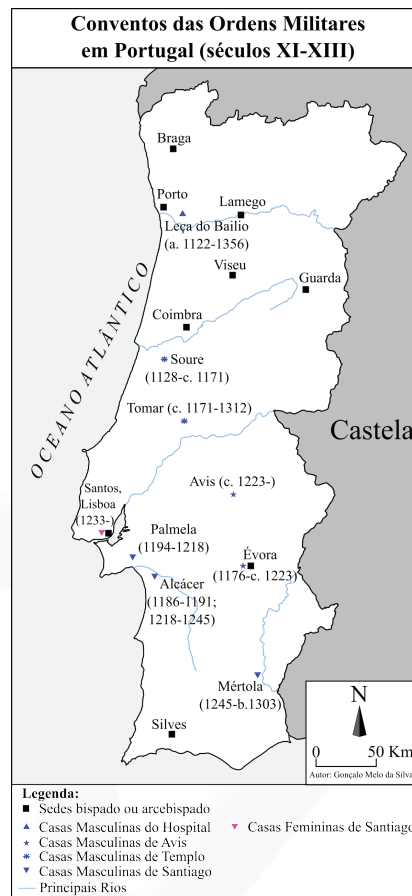 Conventos das Ordens Militares
em Portugal (séculos XI-XIII)
Braga
Porto
Lamego
Leça do Bailio
(a. 1122-1356)
Viseu
Guarda
OCEANO ATLÂNTICO
Coimbra
Soure
(1128-c. 1171)
Tomar (c. 1171-1312)
Castela
Avis (c. 1223-)
Santos,
Lisboa
(1233-)
Palmela
(1194-1218)
Évora
(1176-c. 1223)
Alcácer
(1186-1191;
1218-1245)
Mértola
(1245-b.1303)
Silves
N
0 50 Km
Autor: Gonçalo Melo da Silva
Legenda:
Sedes bispado ou arcebispado
Casas Masculinas do Hospital
Casas Femininas de Santiago
Casas Masculinas de Avis
Casas Masculinas de Templo
Casas Masculinas de Santiago
Principais Rios